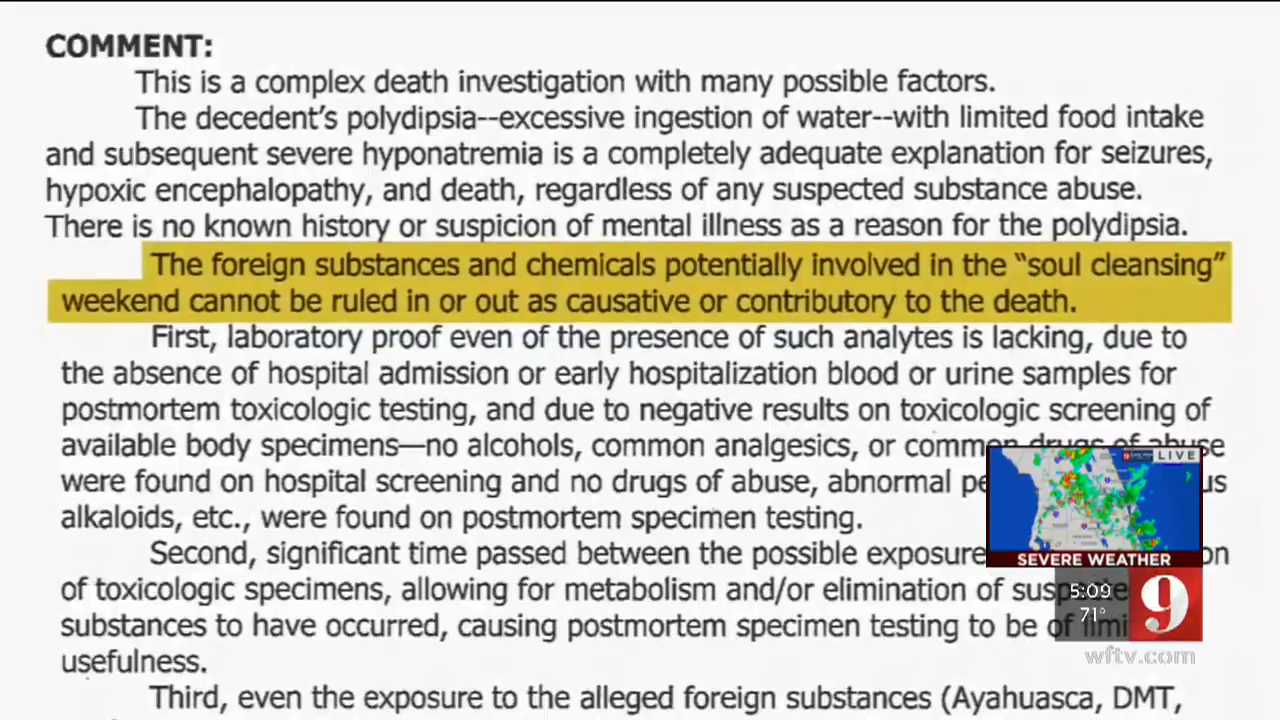 COMMENT:
This is a complex death investigation with many possible factors.
The decedent's polydipsia--excessive ingestion of water--with limited food intake
and subsequent severe hyponatremia is a completely adequate explanation for seizures,
hypoxic encephalopathy, and death, regardless of any suspected substance abuse.
There is no known history or suspicion of mental illness as a reason for the polydipsia.
The foreign substances and chemicals potentially involved in the “soul cleansing”
weekend cannot be ruled in or out as causative or contributory to the death.
First, laboratory proof even of the presence of such analytes is lacking, due to
the absence of hospital admission or early hospitalization blood or urine samples for
postmortem toxicologic testing, and due to negative results on toxicologic screening of
available body specimens—no alcohols, common analgesics, or common drugs of abuse
were found on hospital screening and no drugs of abuse, abnormal
alkaloids, etc., were found on postmortem specimen testing.
Second, significant time passed between the possible exposure
of toxicologic specimens, allowing for metabolism and/or elimination of
substances to have occurred, causing postmortem specimen testing to be of
usefulness.
Third, even the exposure to the alleged foreign substances (Ayahuasca, DMT,
LIVE
SEVERE WEATHER
5:09
71°
9
wftv.com